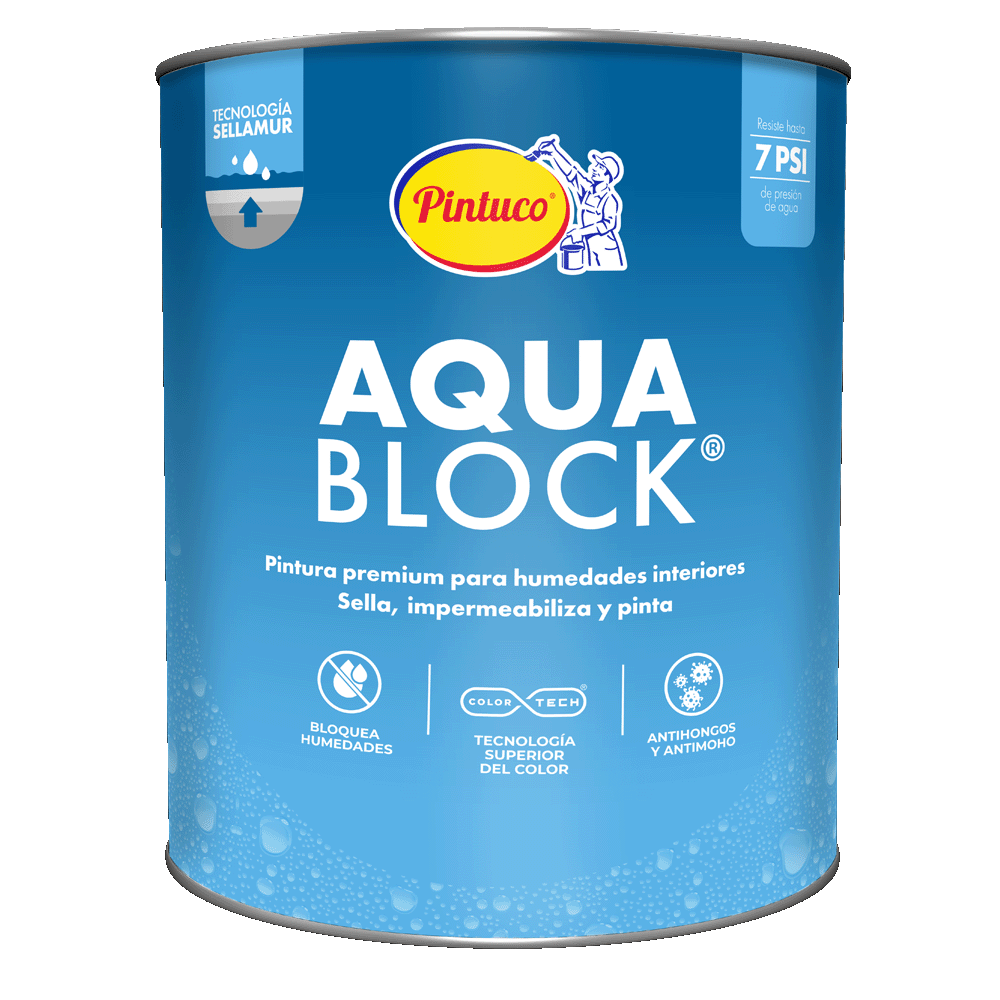 TECNOLOGÍA
SELLAMUR
Pintuco®
Resiste hasta
7 PSI
de presión
de agua
AQUA
BLOCK®
Pintura premium para humedades interiores
Sella, impermeabiliza y pinta
BLOQUEA
HUMEDADES
COLOR TECH®
TECNOLOGÍA
SUPERIOR
DEL COLOR
ANTIHONGOS
Y ANTIMOHO